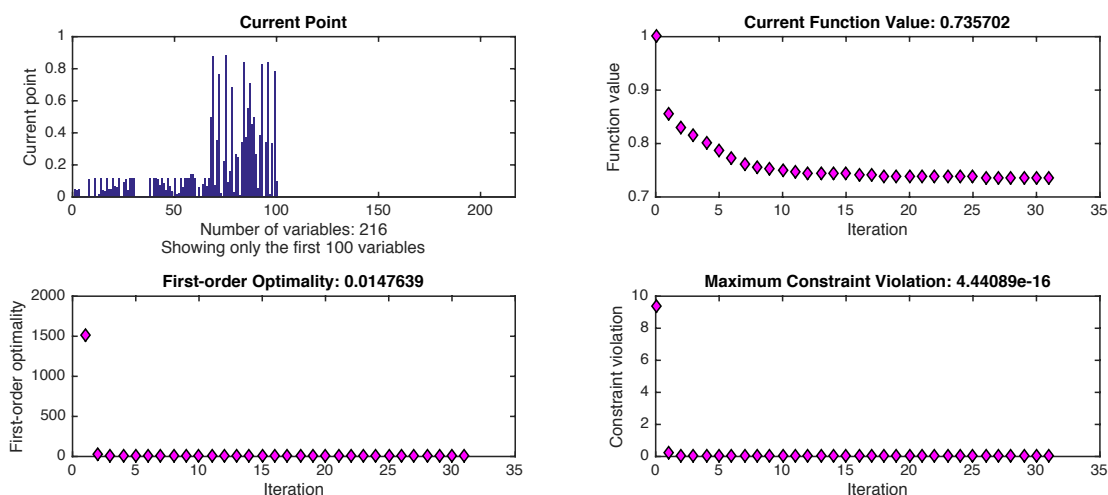 Current Point
Current point
1
0.8
0.6
0.4
0.2
0
0 50 100 150 200
Number of variables: 216
Showing only the first 100 variables
Current Function Value: 0.735702
Function value
1
0.9
0.8
0.7
0 5 10 15 20 25 30 35
Iteration
First-order Optimality: 0.0147639
First-order optimality
2000
1500
1000
500
0
0 5 10 15 20 25 30 35
Iteration
Maximum Constraint Violation: 4.44089e-16
Constraint violation
10
8
6
4
2
0
0 5 10 15 20 25 30 35
Iteration